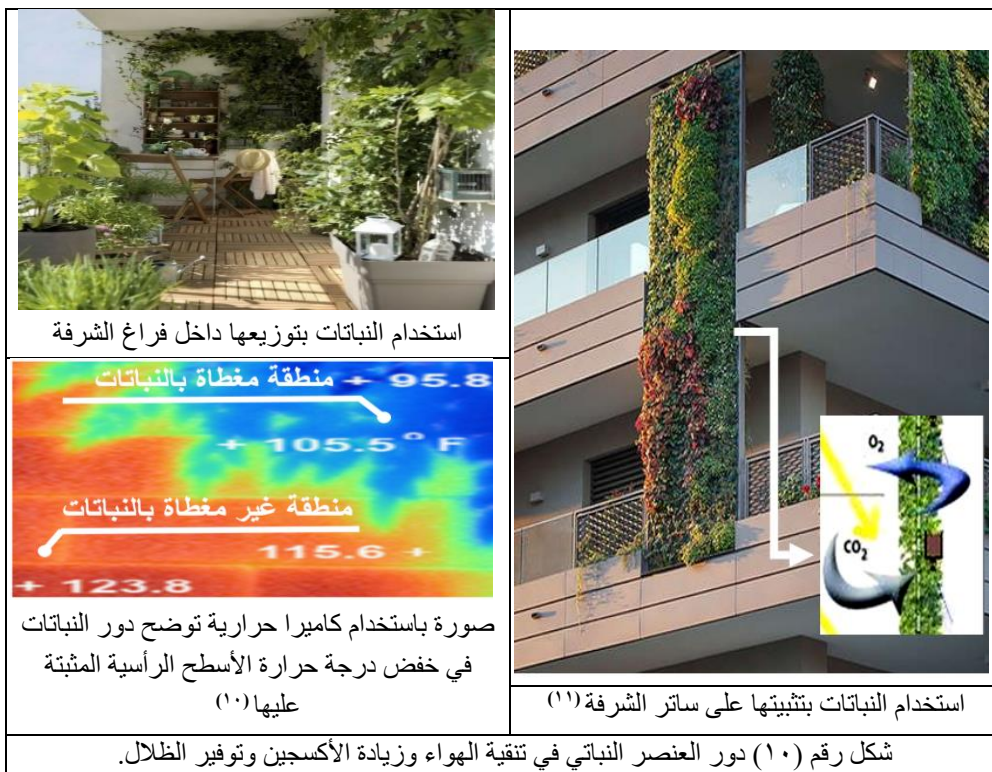 استخدام النباتات بتوزيعها داخل فراغ الشرفة
منطقة مغطاة بالنباتات + 95.8
+ 105.5° F
منطقة غير مغطاة بالنباتات
115.6 +
+ 123.8
صورة باستخدام كاميرا حرارية توضح دور النباتات
في خفض درجة حرارة الأسطح الرأسية المثبتة
عليها (١٠)
O2
CO2
استخدام النباتات بتثبيتها على ساتر الشرفة (١١)
شكل رقم (١٠) دور العنصر النباتي في تنقية الهواء وزيادة الأكسجين وتوفير الظلال.